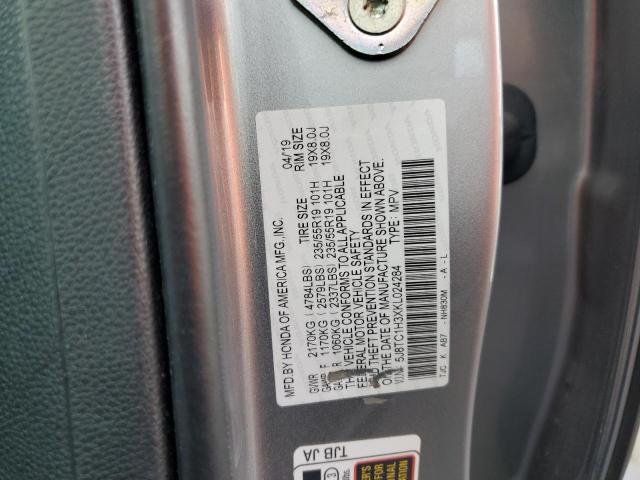 MFD.BY HONDA OF AMERICA MFG.,INC. 04/19
TIRE SIZE RIM SIZE
GVWR 2170KG (4784LBS)
F 1170KG (2579LBS) 235/55R19 101H 19X8.0J
R 1060KG (2337LBS) 235/55R19 101H 19X8.0J
THIS VEHICLE CONFORMS TO ALL APPLICABLE
FEDERAL MOTOR VEHICLE SAFETY
AND THEFT PREVENTION STANDARDS IN EFFECT
ON THE DATE OF MANUFACTURE SHOWN ABOVE.
5J8TC1H3XKL024284 TYPE: MPV
TJC K AB7 -NH830M -A-L
TJB JA